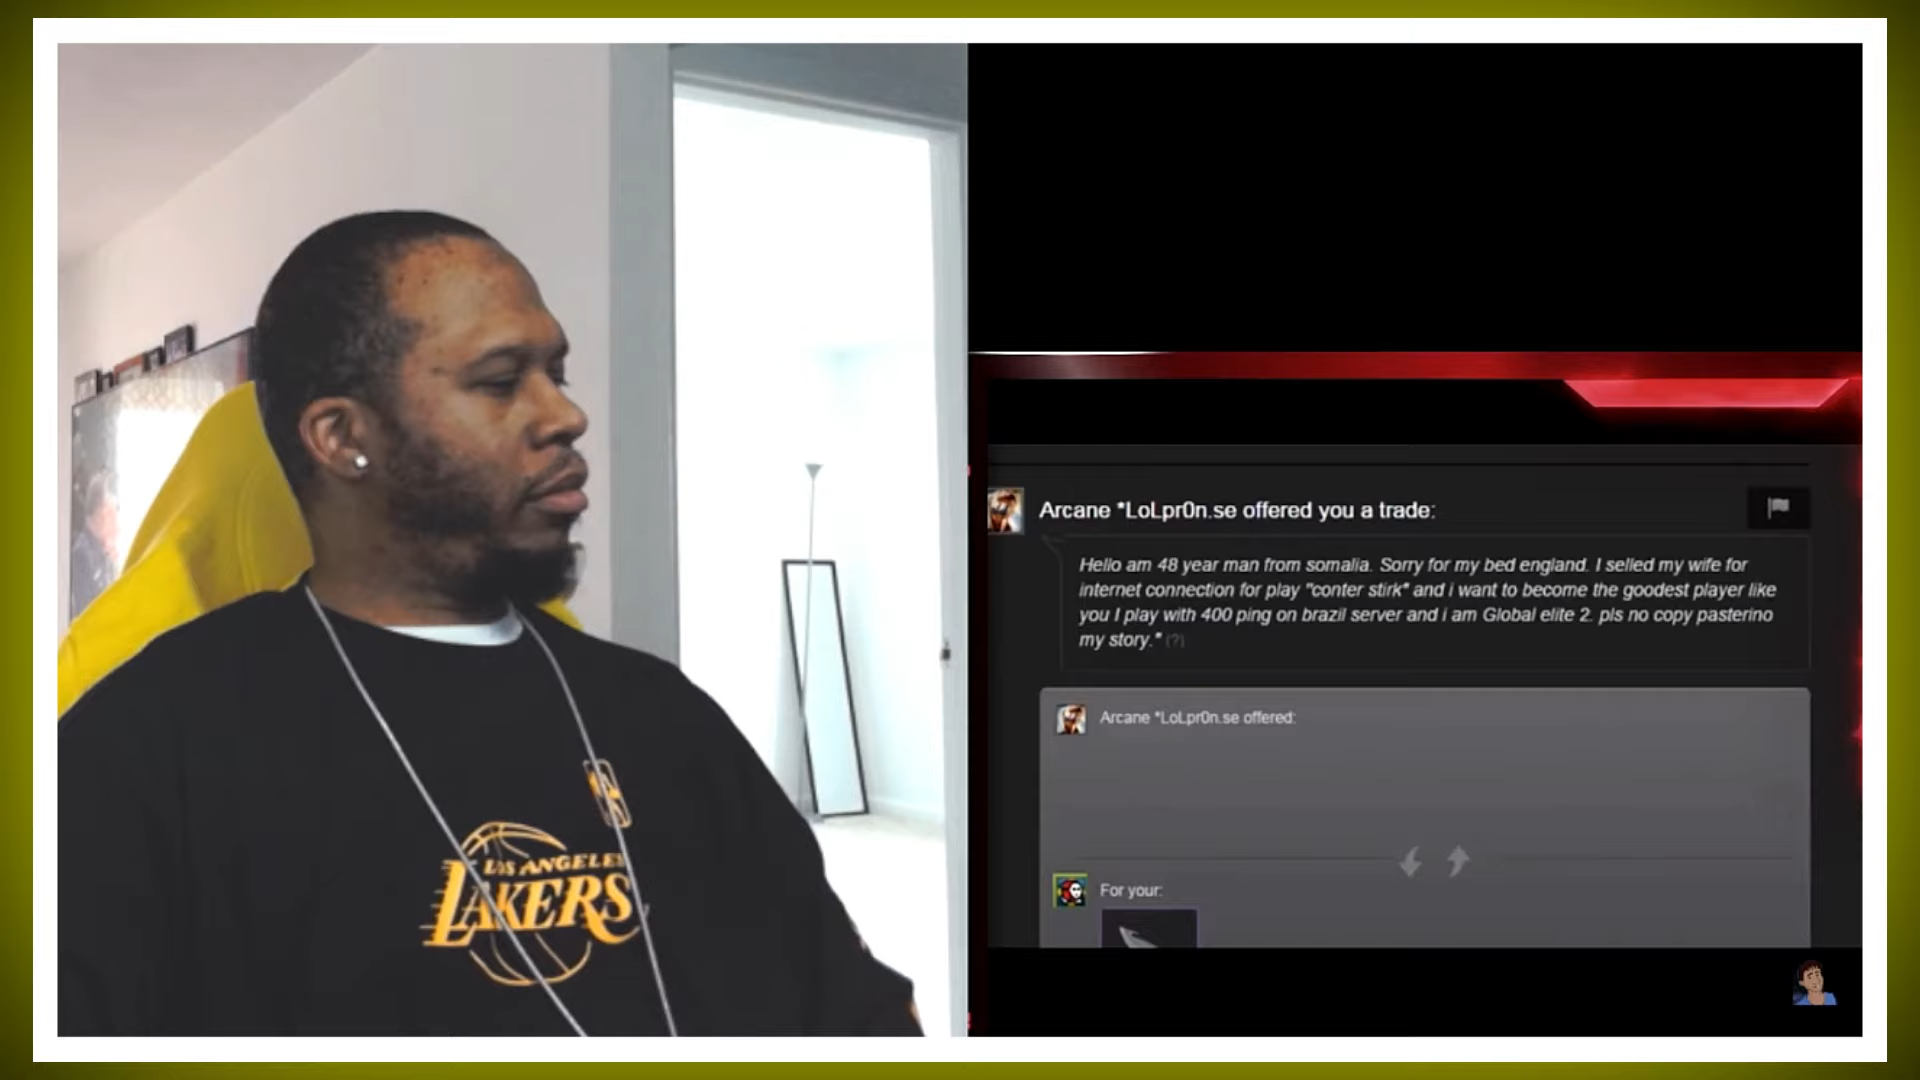 LOS ANGELES
LAKERS
Arcane *LoLpr0n.se offered you a trade:
Hello am 48 year man from somalia. Sorry for my bed england. I selled my wife for
internet connection for play "conter stirk" and i want to become the goodest player like
you I play with 400 ping on brazil server and i am Global elite 2. pls no copy pasterino
my story." (?)
Arcane *LoLpr0n.se offered:
For your: